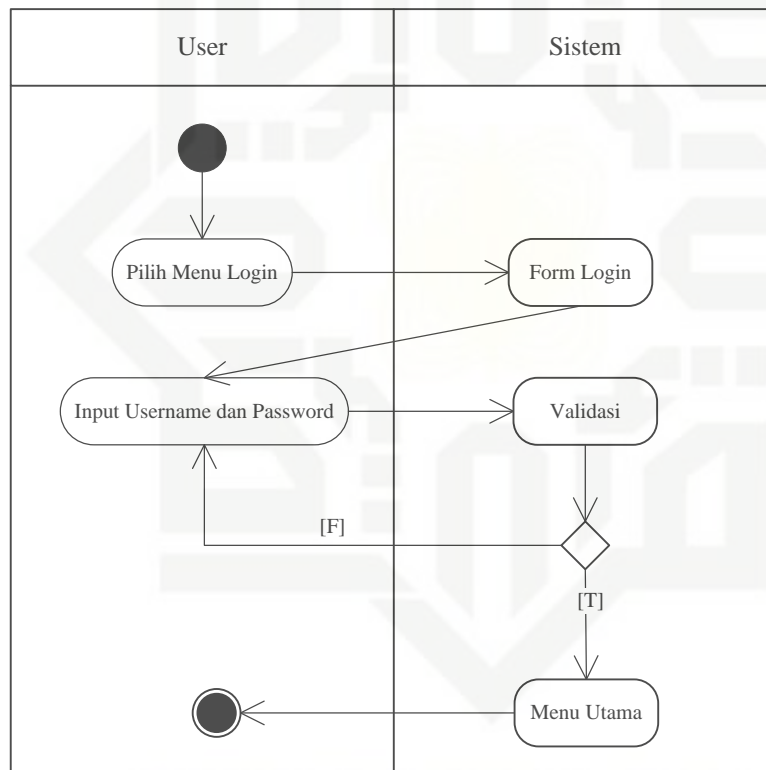 User
Sistem
Pilih Menu Login
Form Login
Input Username dan Password
Validasi
[F]
[T]
Menu Utama